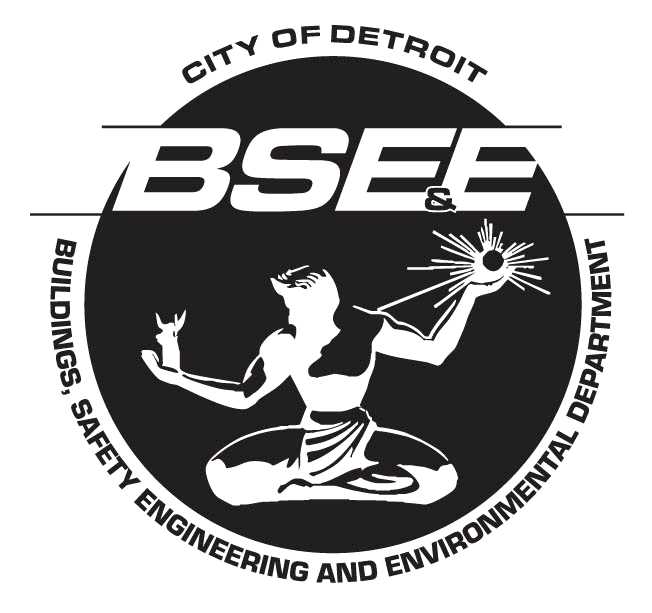 CITY OF DETROIT
BSE&E
BUILDINGS, SAFETY ENGINEERING AND ENVIRONMENTAL DEPARTMENT